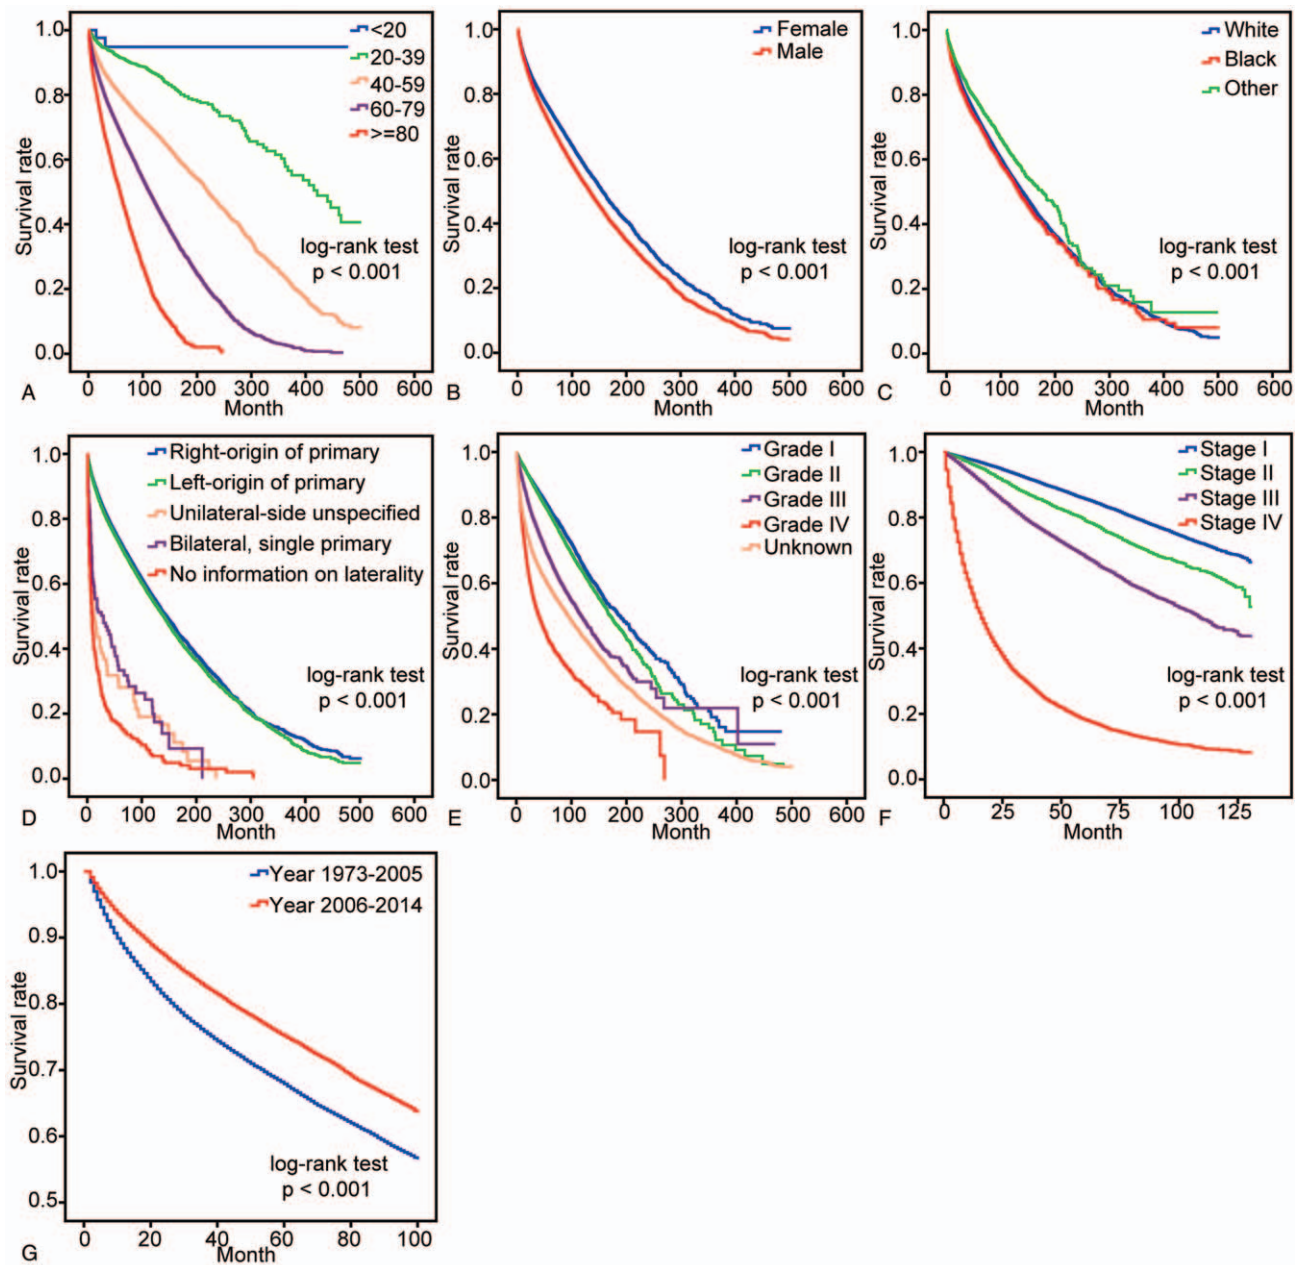 1.0
0.8
0.6
0.4
0.2
0.0
Survival rate
<20
20-39
40-59
60-79
>=80
log-rank test
p < 0.001
0 100 200 300 400 500 600
Month
A
1.0
0.8
0.6
0.4
0.2
0.0
Survival rate
Female
Male
log-rank test
p < 0.001
0 100 200 300 400 500 600
Month
B
1.0
0.8
0.6
0.4
0.2
0.0
Survival rate
White
Black
Other
log-rank test
p < 0.001
0 100 200 300 400 500 600
Month
C
1.0
0.8
0.6
0.4
0.2
0.0
Survival rate
Right-origin of primary
Left-origin of primary
Unilateral-side unspecified
Bilateral, single primary
No information on laterality
log-rank test
p < 0.001
0 100 200 300 400 500 600
Month
D
1.0
0.8
0.6
0.4
0.2
0.0
Survival rate
Grade I
Grade II
Grade III
Grade IV
Unknown
log-rank test
p < 0.001
0 100 200 300 400 500 600
Month
E
1.0
0.8
0.6
0.4
0.2
0.0
Survival rate
Stage I
Stage II
Stage III
Stage IV
log-rank test
p < 0.001
0 25 50 75 100 125
Month
F
1.0
0.9
0.8
0.7
0.6
0.5
Survival rate
Year 1973-2005
Year 2006-2014
log-rank test
p < 0.001
0 20 40 60 80 100
Month
G